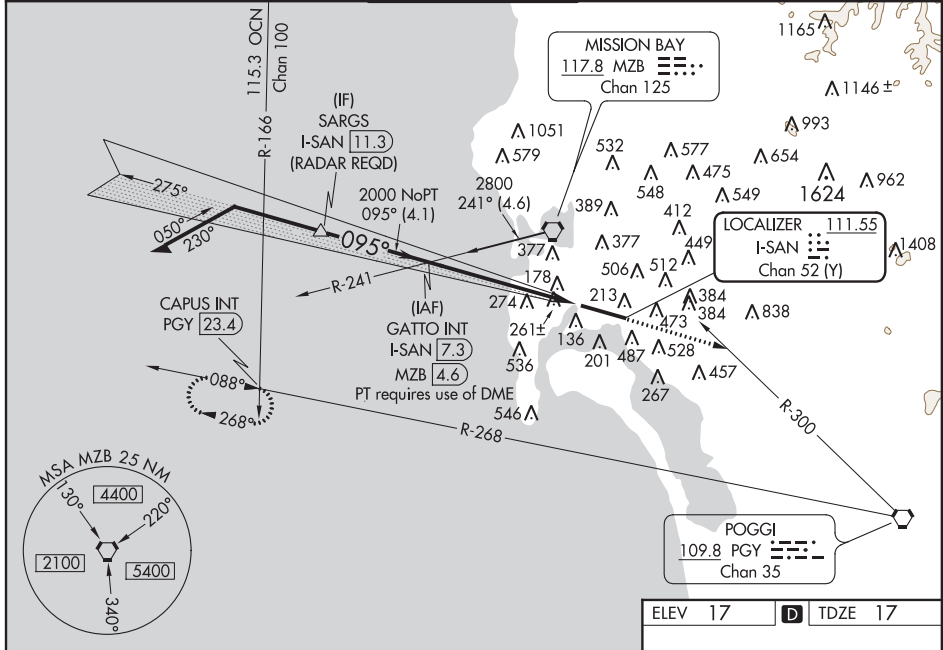 115.3 OCN
Chan 100
R-166
(IF)
SARGS
I-SAN 11.3
(RADAR REQD)
MISSION BAY
117.8 MZB
Chan 125
1165
1146 ±
993
1051
579
532
577
475
654
548
549
1624
962
2000 NoPT
095° (4.1)
2800
241° (4.6)
389
412
275°
050°
230°
095°
R-241
377
377
449
LOCALIZER 111.55
I-SAN
Chan 52 (Y)
1408
178
506
512
274
213
384
384
473
838
261±
136
201
487
528
536
457
267
546
(IAF)
GATTO INT
I-SAN 7.3
MZB 4.6
PT requires use of DME
CAPUS INT
PGY 23.4
088°
268°
R-268
R-300
MSA MZB 25 NM
130°
4400
220°
2100
5400
340°
POGGI
109.8 PGY
Chan 35
ELEV 17 D TDZE 17